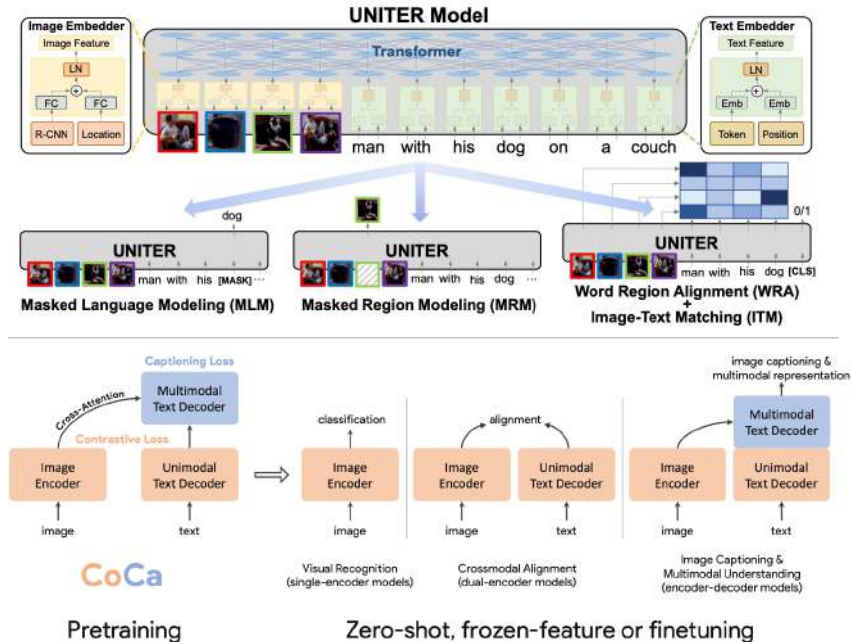 UNITER Model
Image Embedder
Image Feature
LN
FC
FC
R-CNN
Location
Transformer
Text Embedder
Text Feature
LN
Emb
Emb
Token
Position
man with his dog on a couch
dog
UNITER
man with his [MASK] ...
Masked Language Modeling (MLM)
UNITER
man with his dog ...
Masked Region Modeling (MRM)
0/1
UNITER
man with his dog [CLS]
Word Region Alignment (WRA)
+
Image-Text Matching (ITM)
Captioning Loss
Multimodal
Text Decoder
Cross-Attention
Contrastive Loss
Image
Encoder
Unimodal
Text Decoder
image
text
CoCa
Pretraining
classification
Image
Encoder
image
Visual Recognition
(single-encoder models)
alignment
Image
Encoder
Unimodal
Text Decoder
image
text
Crossmodal Alignment
(dual-encoder models)
image captioning &
multimodal representation
Multimodal
Text Decoder
Image
Encoder
Unimodal
Text Decoder
image
text
Image Captioning &
Multimodal Understanding
(encoder-decoder models)
Zero-shot, frozen-feature or finetuning